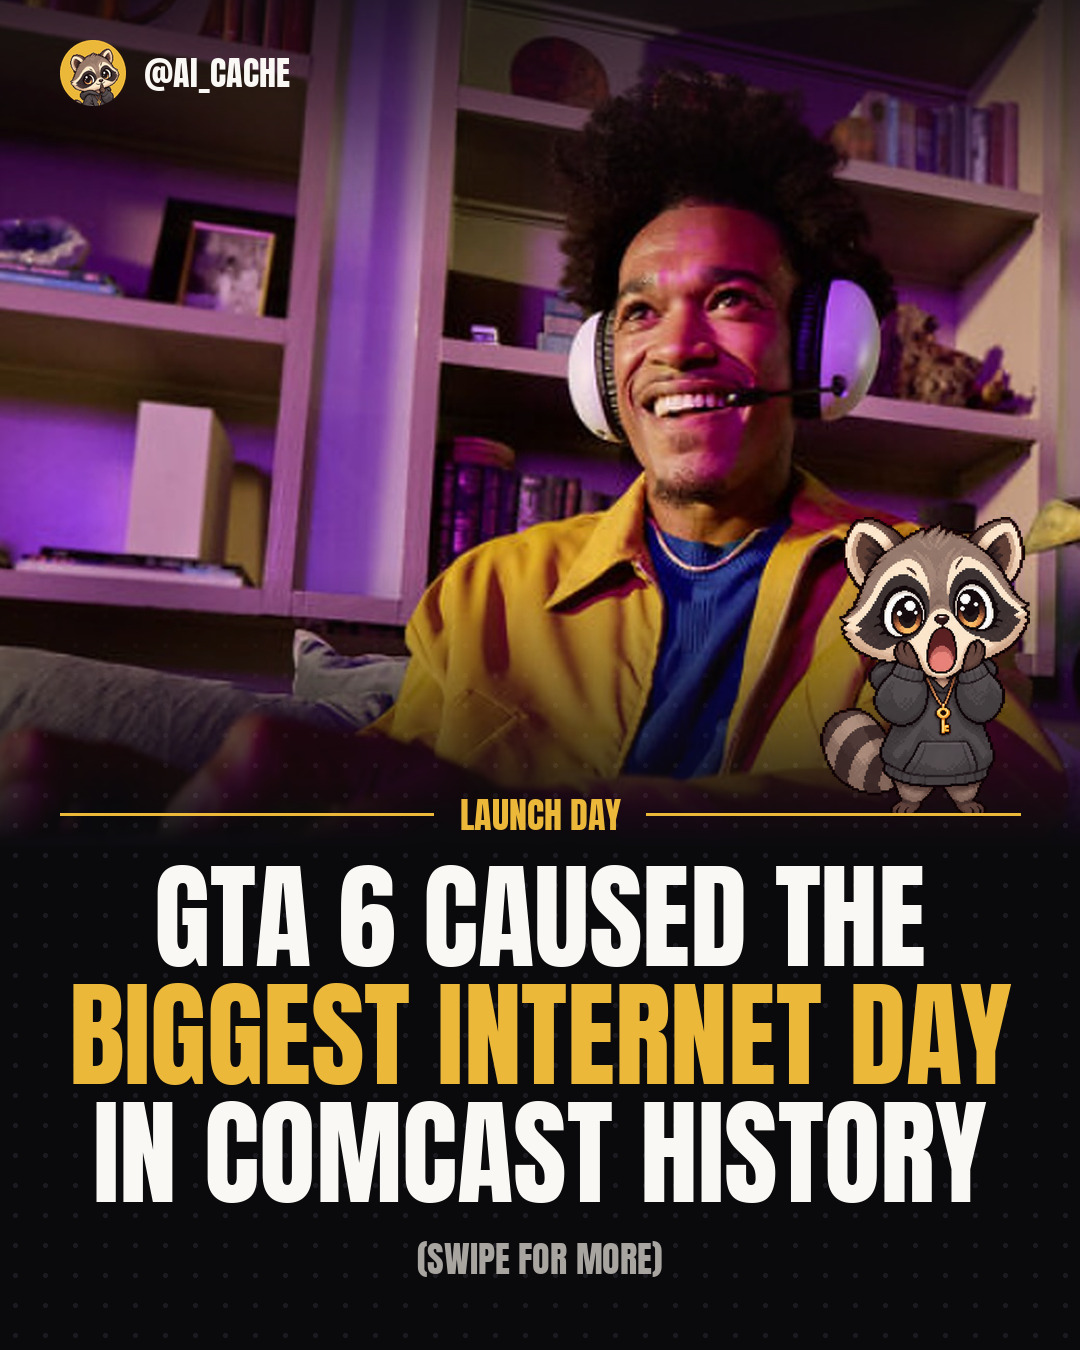 @AI_CACHE
LAUNCH DAY
GTA 6 CAUSED THE
BIGGEST INTERNET DAY
IN COMCAST HISTORY
(SWIPE FOR MORE)